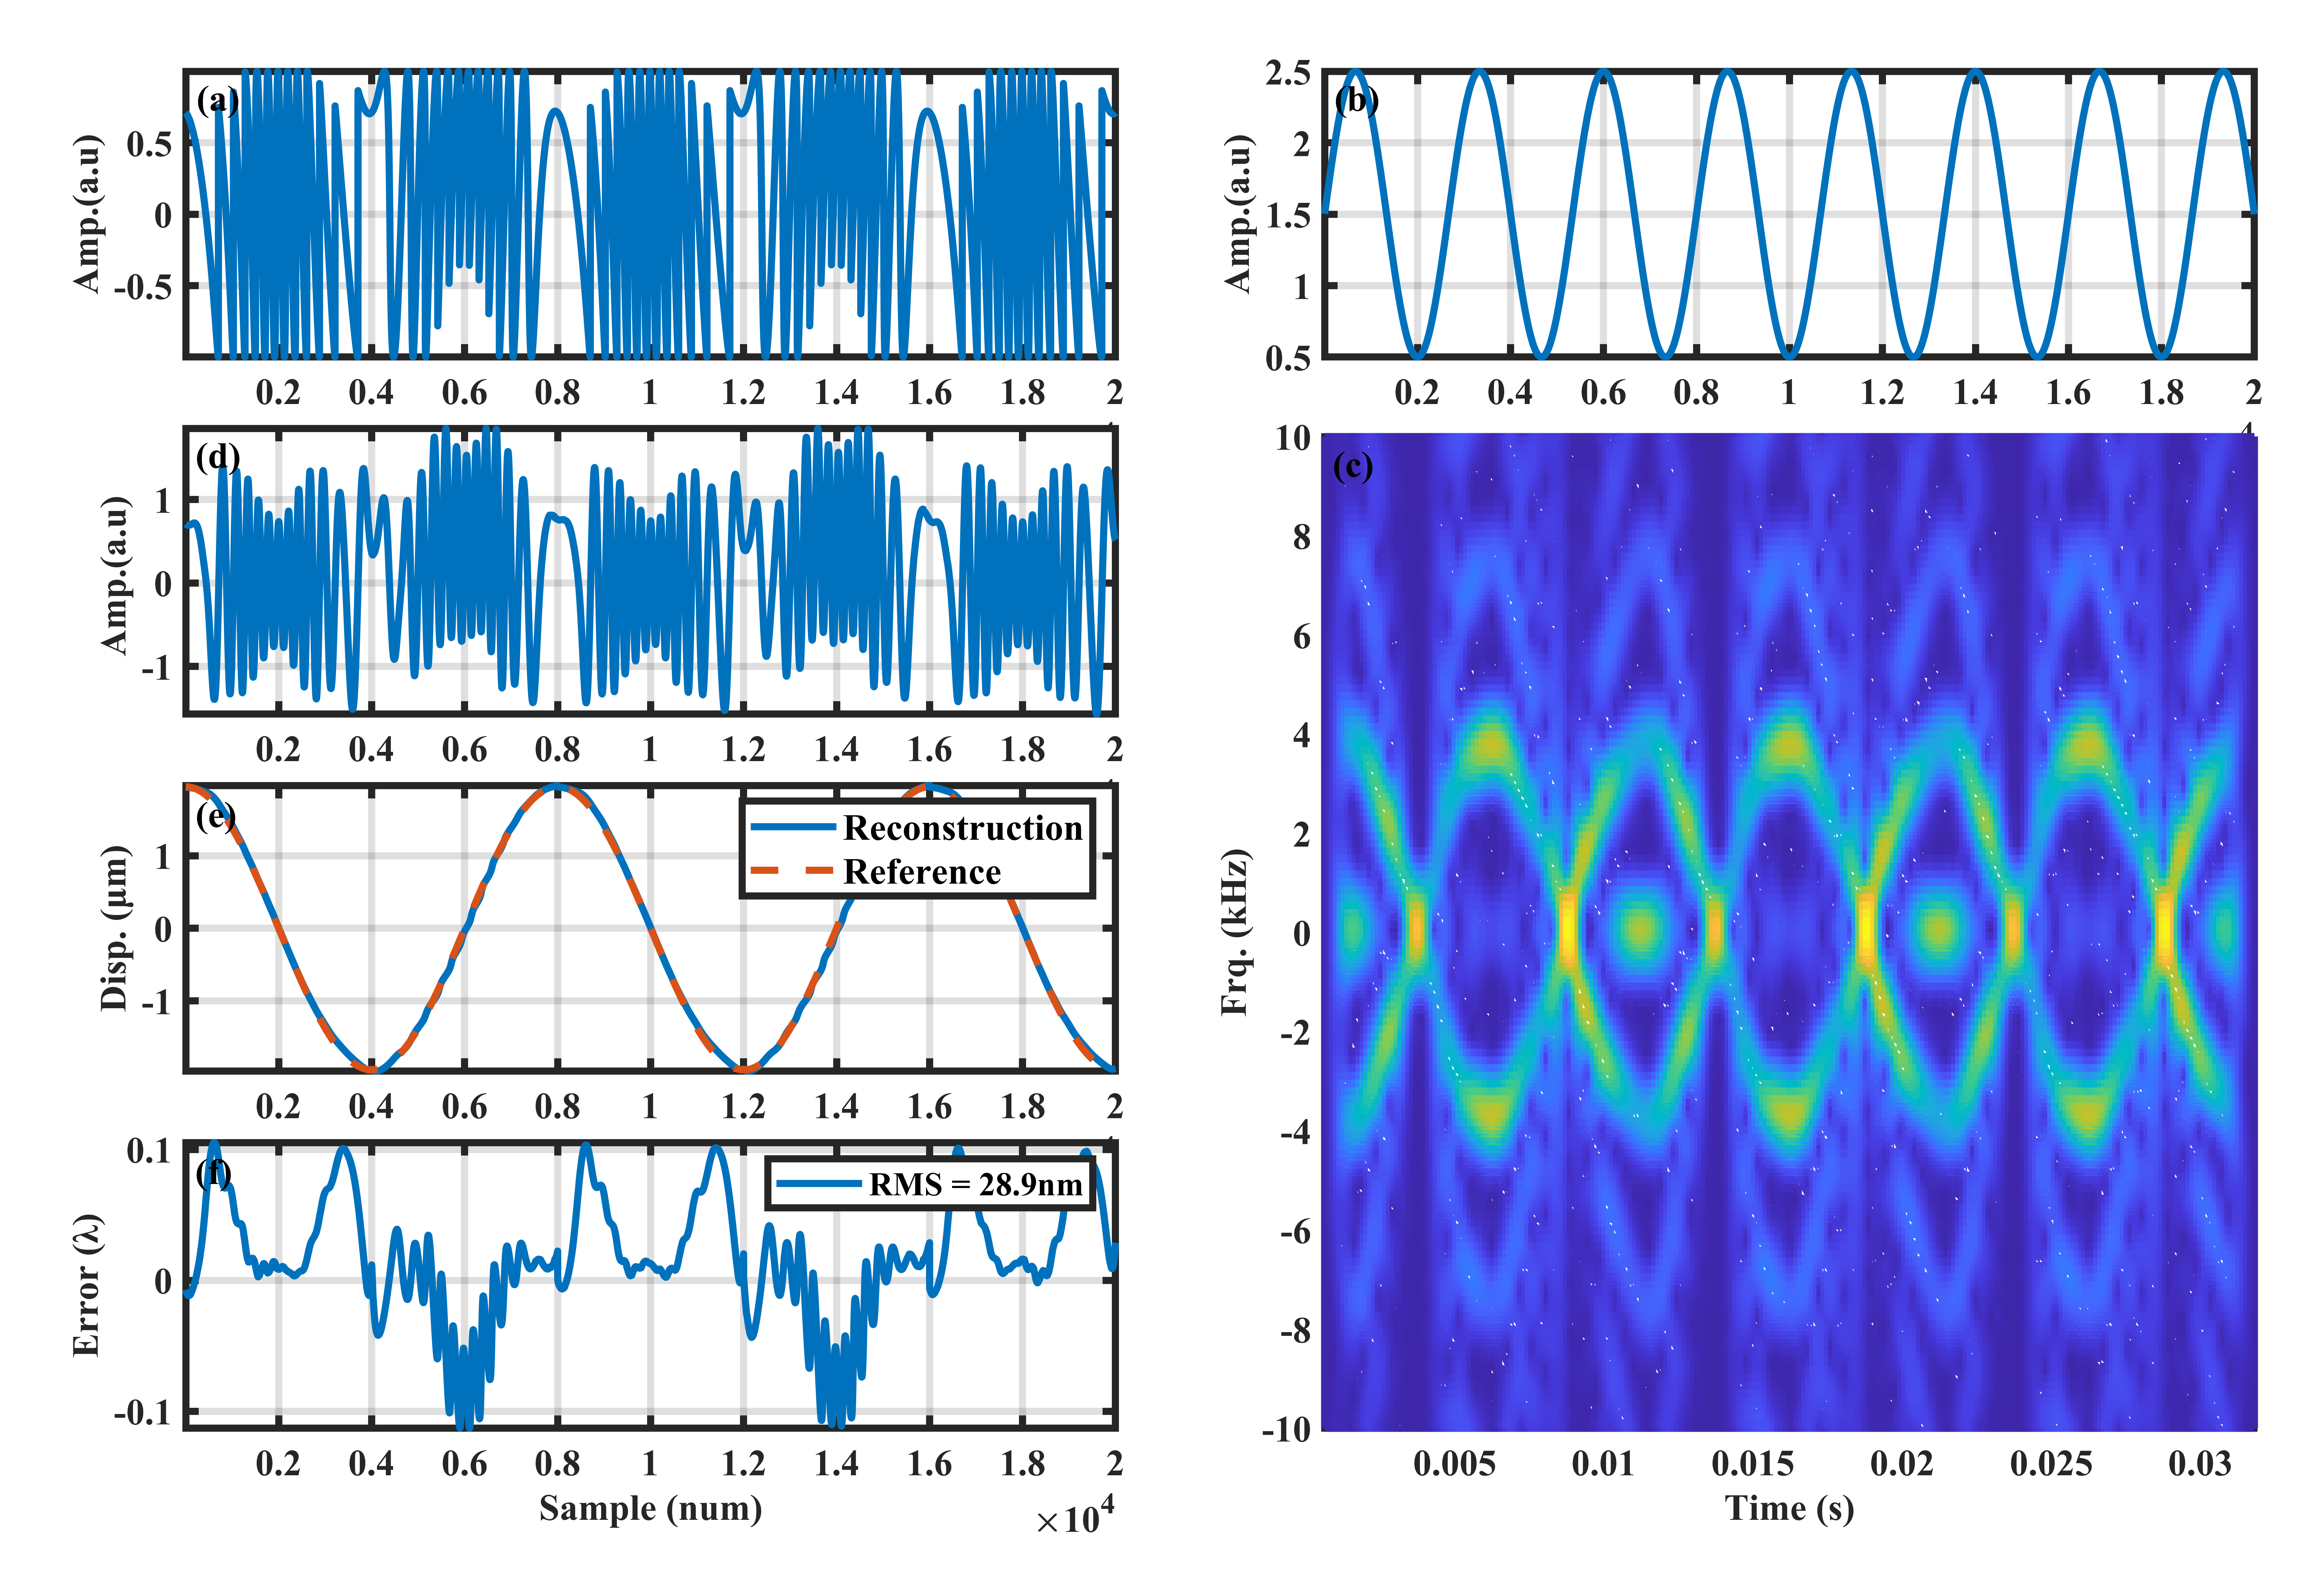 (a)
Amp.(a.u)
0.5
0
-0.5
0.2 0.4 0.6 0.8 1 1.2 1.4 1.6 1.8 2
(b)
Amp.(a.u)
2.5
2
1.5
1
0.5
0.2 0.4 0.6 0.8 1 1.2 1.4 1.6 1.8 2
(d)
Amp.(a.u)
1
0
-1
0.2 0.4 0.6 0.8 1 1.2 1.4 1.6 1.8 2
(c)
Frq. (kHz)
10
8
6
4
2
0
-2
-4
-6
-8
-10
0.005 0.01 0.015 0.02 0.025 0.03
Time (s)
(e)
Disp. (μm)
1
0
-1
Reconstruction
Reference
0.2 0.4 0.6 0.8 1 1.2 1.4 1.6 1.8 2
(f)
Error (λ)
0.1
0
-0.1
RMS = 28.9nm
0.2 0.4 0.6 0.8 1 1.2 1.4 1.6 1.8 2
Sample (num)
×10⁴